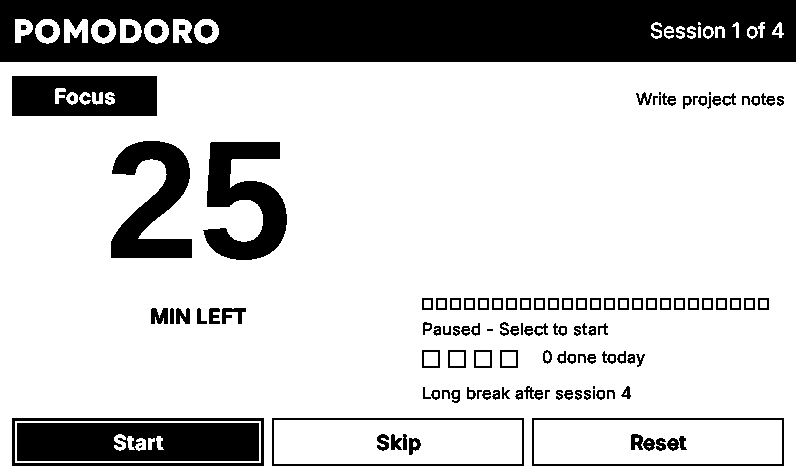 POMODORO
Session 1 of 4
Focus
Write project notes
25
MIN LEFT
Paused - Select to start
0 done today
Long break after session 4
Start
Skip
Reset